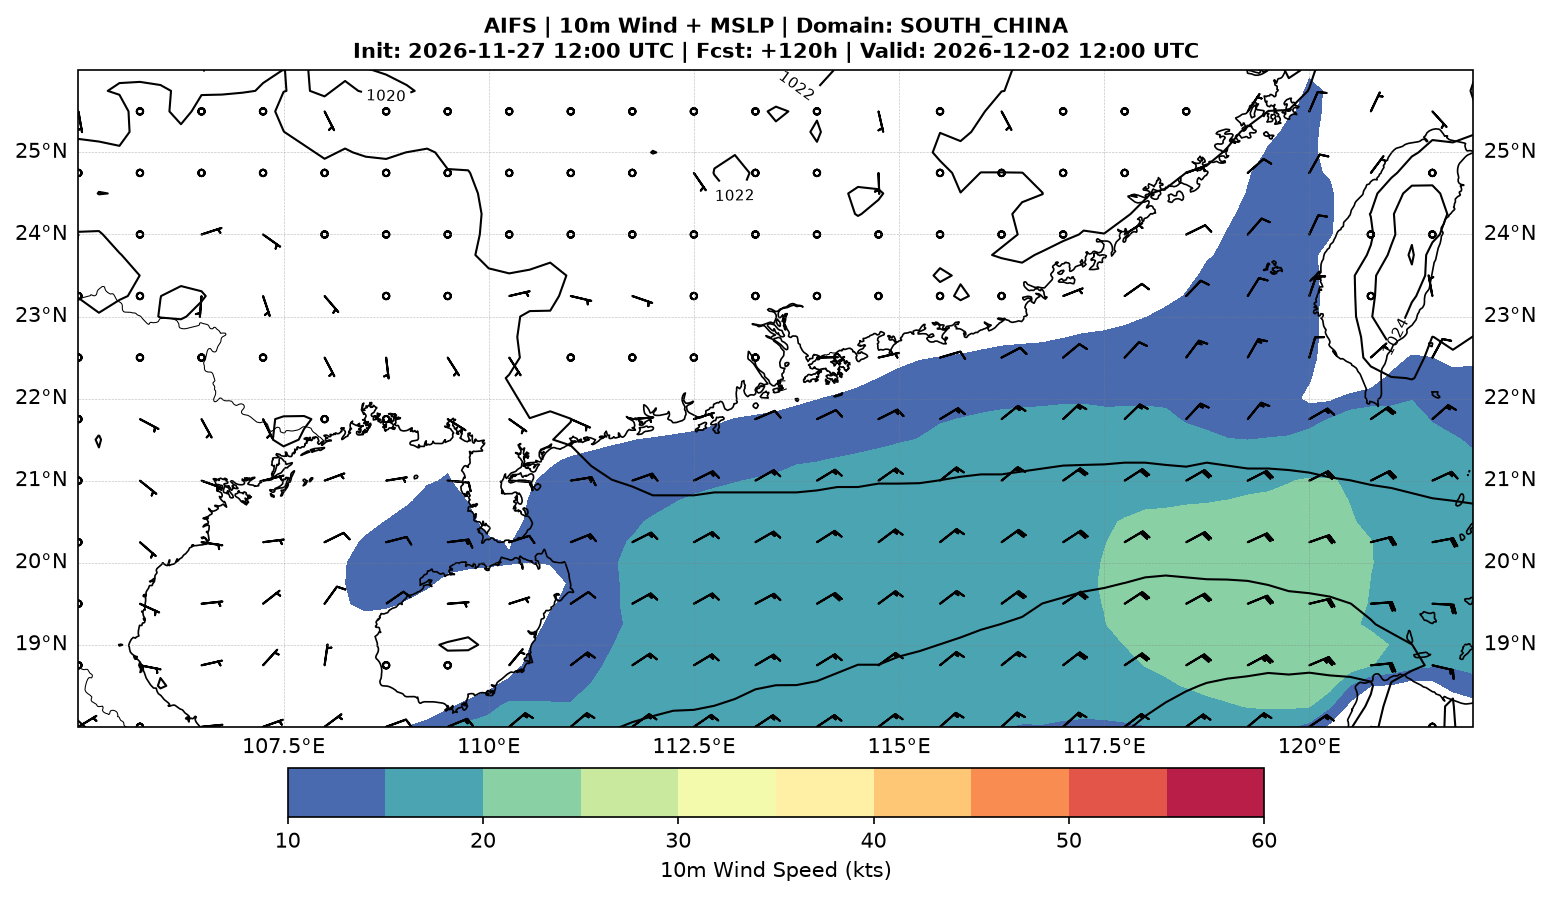 AIFS | 10m Wind + MSLP | Domain: SOUTH_CHINA
Init: 2026-11-27 12:00 UTC | Fcst: +120h | Valid: 2026-12-02 12:00 UTC
1020
1022
1022
1024
25°N
24°N
23°N
22°N
21°N
20°N
19°N
25°N
24°N
23°N
22°N
21°N
20°N
19°N
107.5°E
110°E
112.5°E
115°E
117.5°E
120°E
10
20
30
40
50
60
10m Wind Speed (kts)